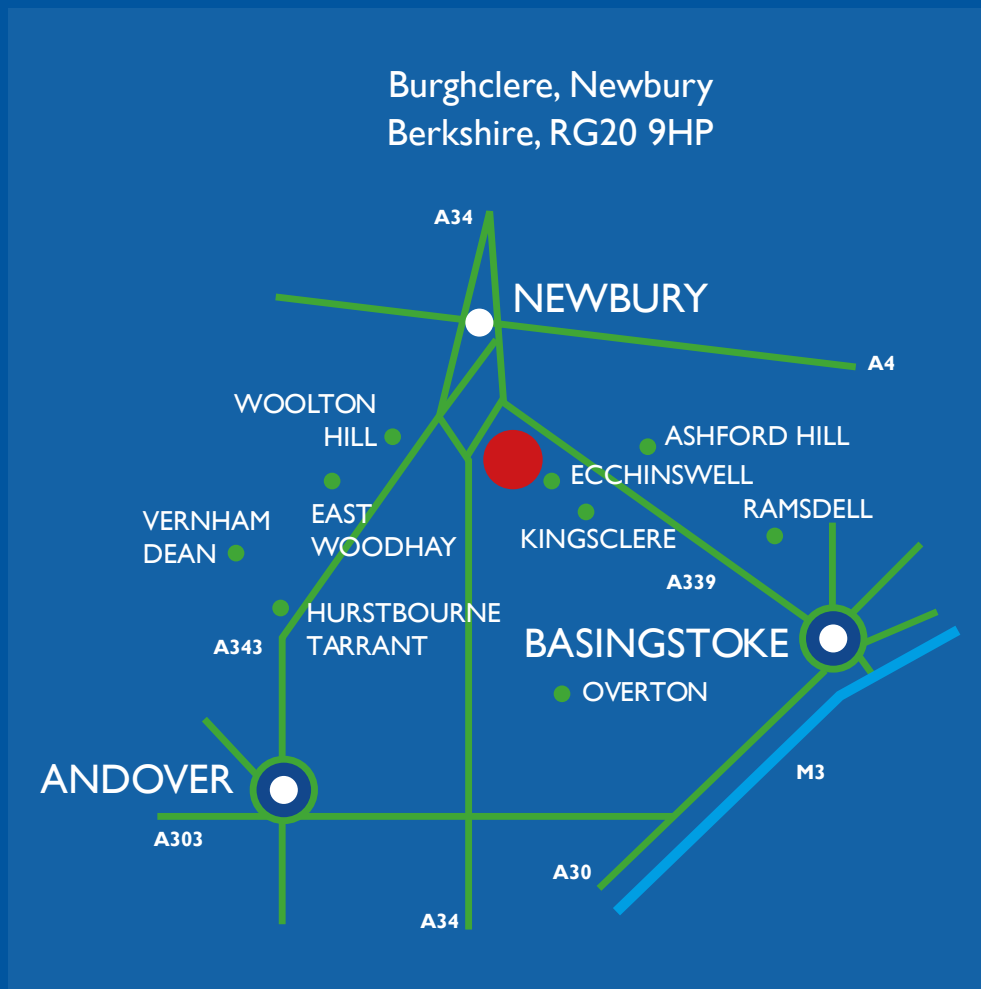 Burghclere, Newbury
Berkshire, RG20 9HP
A34
NEWBURY
A4
WOOLTON
HILL
ASHFORD HILL
ECCHINSWELL
VERNHAM
DEAN
EAST
WOODHAY
RAMSDELL
KINGSCLERE
A339
HURSTBOURNE
TARRANT
A343
BASINGSTOKE
OVERTON
ANDOVER
M3
A303
A30
A34